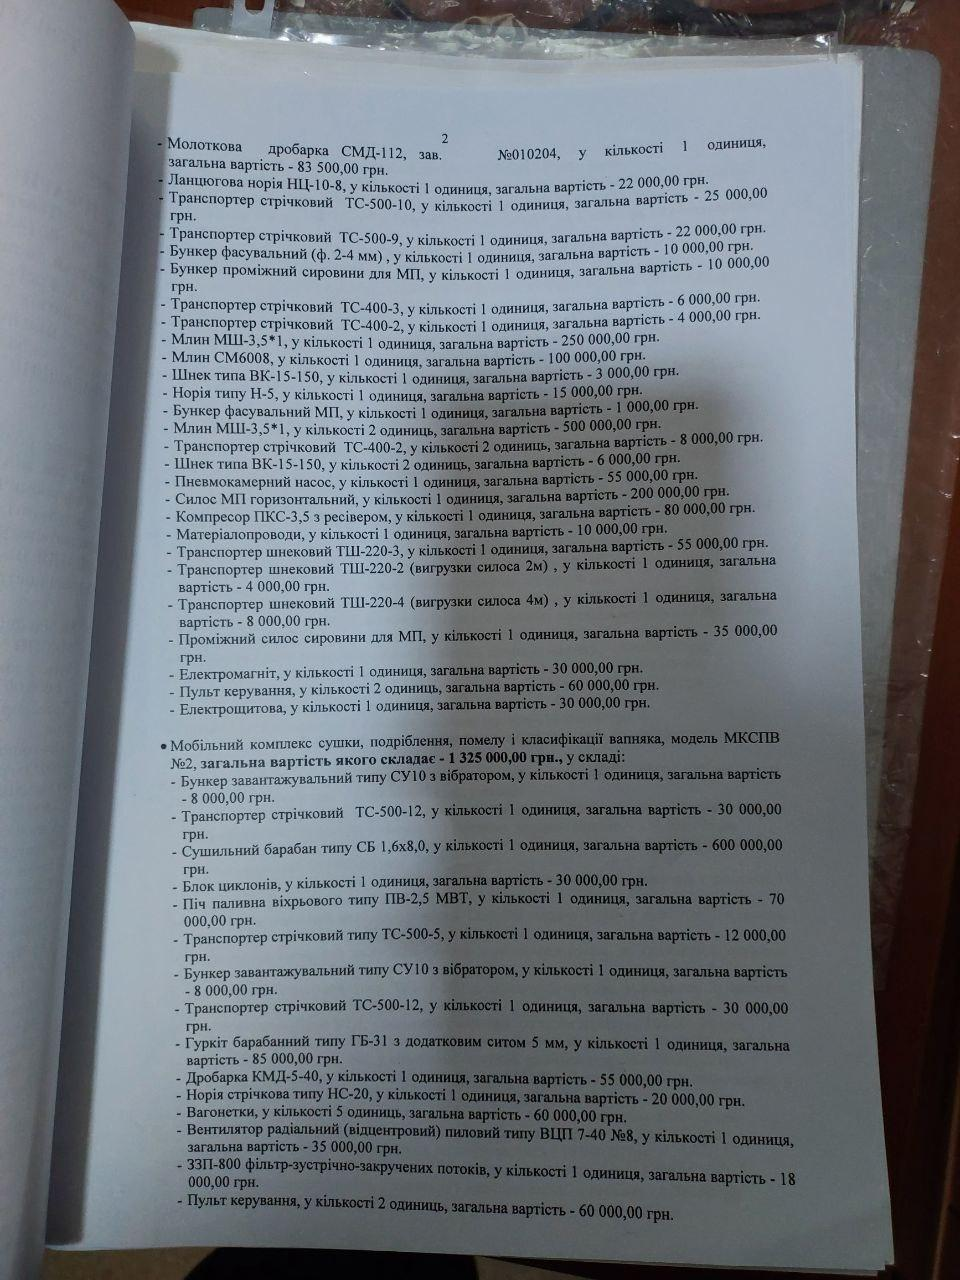 2
- Молоткова дробарка СМД-112, зав. №010204, у кількості 1 одиниця,
загальна вартість - 83 500,00 грн.
- Ланцюгова норія НЦ-10-8, у кількості 1 одиниця, загальна вартість - 22 000,00 грн.
- Транспортер стрічковий ТС-500-10, у кількості 1 одиниця, загальна вартість - 25 000,00
грн.
- Транспортер стрічковий ТС-500-9, у кількості 1 одиниця, загальна вартість - 22 000,00 грн.
- Бункер фасувальний (ф. 2-4 мм) , у кількості 1 одиниця, загальна вартість - 10 000,00 грн.
- Бункер проміжний сировини для МП, у кількості 1 одиниця, загальна вартість - 10 000,00
грн.
- Транспортер стрічковий ТС-400-3, у кількості 1 одиниця, загальна вартість - 6 000,00 грн.
- Транспортер стрічковий ТС-400-2, у кількості 1 одиниця, загальна вартість - 4 000,00 грн.
- Млин МШ-3,5*1, у кількості 1 одиниця, загальна вартість - 250 000,00 грн.
- Млин СМ6008, у кількості 1 одиниця, загальна вартість - 100 000,00 грн.
- Шнек типа ВК-15-150, у кількості 1 одиниця, загальна вартість - 3 000,00 грн.
- Норія типу Н-5, у кількості 1 одиниця, загальна вартість - 15 000,00 грн.
- Бункер фасувальний МП, у кількості 1 одиниця, загальна вартість - 1 000,00 грн.
- Млин МШ-3,5*1, у кількості 2 одиниць, загальна вартість - 500 000,00 грн.
- Транспортер стрічковий ТС-400-2, у кількості 2 одиниць, загальна вартість - 8 000,00 грн.
- Шнек типа ВК-15-150, у кількості 2 одиниць, загальна вартість - 6 000,00 грн.
- Пневмокамерний насос, у кількості 1 одиниця, загальна вартість - 55 000,00 грн.
- Силос МП горизонтальний, у кількості 1 одиниця, загальна вартість - 200 000,00 грн.
- Компресор ПКС-3,5 з ресівером, у кількості 1 одиниця, загальна вартість - 80 000,00 грн.
- Матеріалопроводи, у кількості 1 одиниця, загальна вартість - 10 000,00 грн.
- Транспортер шнековий ТШ-220-3, у кількості 1 одиниця, загальна вартість - 55 000,00 грн.
- Транспортер шнековий ТШ-220-2 (вигрузки силоса 2м) , у кількості 1 одиниця, загальна
вартість - 4 000,00 грн.
- Транспортер шнековий ТШ-220-4 (вигрузки силоса 4м) , у кількості 1 одиниця, загальна
вартість - 8 000,00 грн.
- Проміжний силос сировини для МП, у кількості 1 одиниця, загальна вартість - 35 000,00
грн.
- Електромагніт, у кількості 1 одиниця, загальна вартість - 30 000,00 грн.
- Пульт керування, у кількості 2 одиниць, загальна вартість - 60 000,00 грн.
- Електрощитова, у кількості 1 одиниця, загальна вартість - 30 000,00 грн.
• Мобільний комплекс сушки, подріблення, помелу і класифікації вапняка, модель МКСПВ
№2, загальна вартість якого складає - 1 325 000,00 грн., у складі:
- Бункер завантажувальний типу СУ10 з вібратором, у кількості 1 одиниця, загальна вартість
- 8 000,00 грн.
- Транспортер стрічковий ТС-500-12, у кількості 1 одиниця, загальна вартість - 30 000,00
грн.
- Сушильний барабан типу СБ 1,6х8,0, у кількості 1 одиниця, загальна вартість - 600 000,00
грн.
- Блок циклонів, у кількості 1 одиниця, загальна вартість - 30 000,00 грн.
- Піч паливна віхрьового типу ПВ-2,5 МВТ, у кількості 1 одиниця, загальна вартість - 70
000,00 грн.
- Транспортер стрічковий типу ТС-500-5, у кількості 1 одиниця, загальна вартість - 12 000,00
грн.
- Бункер завантажувальний типу СУ10 з вібратором, у кількості 1 одиниця, загальна вартість
- 8 000,00 грн.
- Транспортер стрічковий ТС-500-12, у кількості 1 одиниця, загальна вартість - 30 000,00
грн.
- Гуркіт барабанний типу ГБ-31 з додатковим ситом 5 мм, у кількості 1 одиниця, загальна
вартість - 85 000,00 грн.
- Дробарка КМД-5-40, у кількості 1 одиниця, загальна вартість - 55 000,00 грн.
- Норія стрічкова типу НС-20, у кількості 1 одиниця, загальна вартість - 20 000,00 грн.
- Вагонетки, у кількості 5 одиниць, загальна вартість - 60 000,00 грн.
- Вентилятор радіальний (відцентровий) пиловий типу ВЦП 7-40 №8, у кількості 1 одиниця,
загальна вартість - 35 000,00 грн.
- ЗЗП-800 фільтр-зустрічно-закручених потоків, у кількості 1 одиниця, загальна вартість - 18
000,00 грн.
- Пульт керування, у кількості 2 одиниць, загальна вартість - 60 000,00 грн.